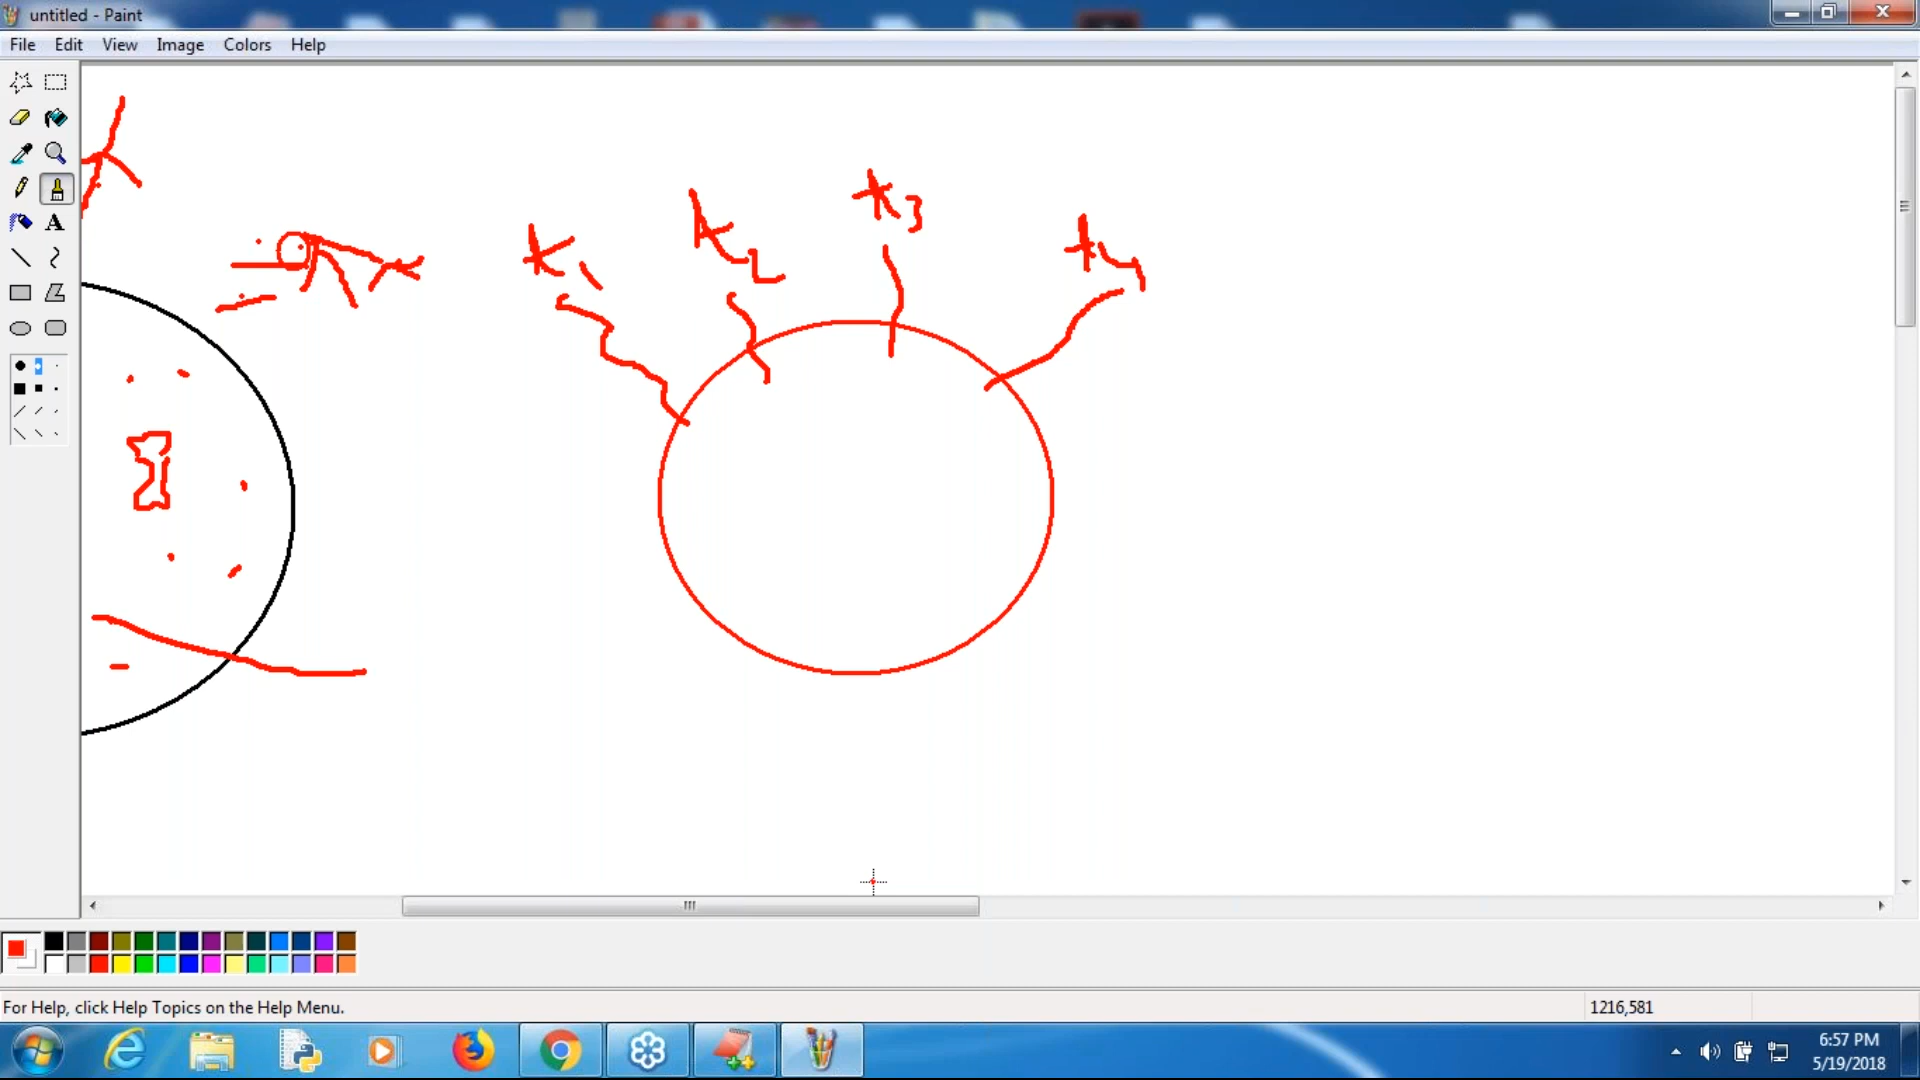 untitled - Paint
File Edit View Image Colors Help
k1 k2 k3 k4
For Help, click Help Topics on the Help Menu.
1216,581
6:57 PM
5/19/2018